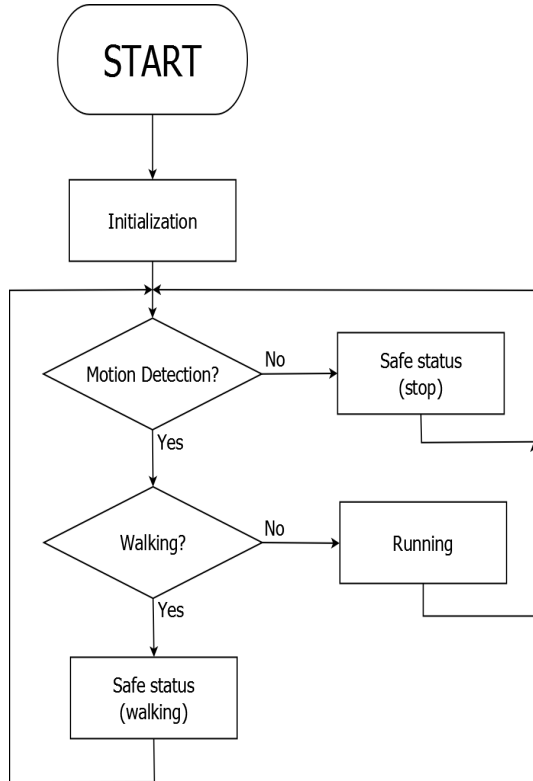 START
Initialization
Motion Detection?
No
Safe status
(stop)
Yes
Walking?
No
Running
Yes
Safe status
(walking)